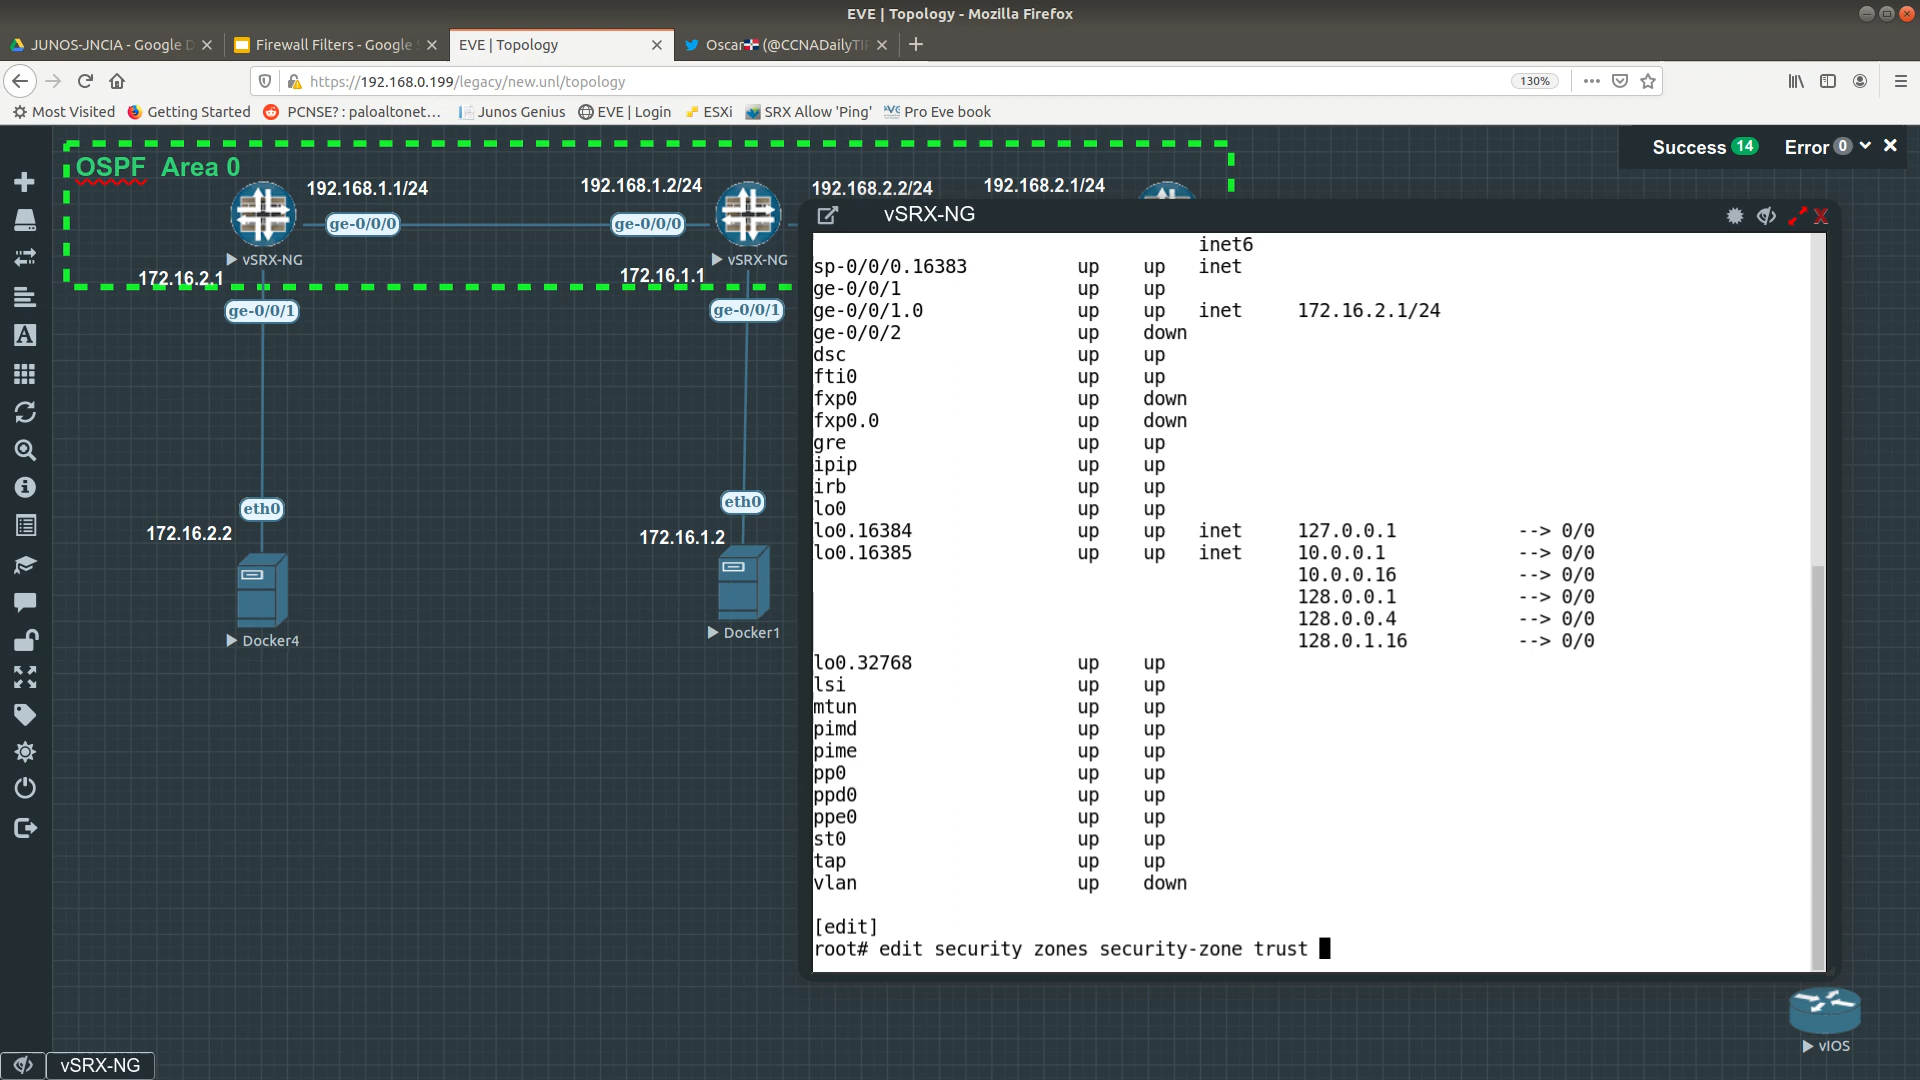 EVE | Topology - Mozilla Firefox
JUNOS-JNCIA - Google D
Firewall Filters - Google
EVE | Topology
Oscar (@CCNADailyTIP
https://192.168.0.199/legacy/new.unl/topology
130%
Most Visited
Getting Started
PCNSE? : paloaltonet…
Junos Genius
EVE | Login
ESXi
SRX Allow 'Ping'
Pro Eve book
Success 14
Error 0
OSPF Area 0
192.168.1.1/24
192.168.1.2/24
192.168.2.2/24
192.168.2.1/24
ge-0/0/0
ge-0/0/0
vSRX-NG
vSRX-NG
172.16.2.1
172.16.1.1
ge-0/0/1
ge-0/0/1
eth0
eth0
172.16.2.2
172.16.1.2
Docker4
Docker1
vSRX-NG
inet6
sp-0/0/0.16383 up up inet
ge-0/0/1 up up
ge-0/0/1.0 up up inet 172.16.2.1/24
ge-0/0/2 up down
dsc up up
fti0 up up
fxp0 up down
fxp0.0 up down
gre up up
ipip up up
irb up up
lo0 up up
lo0.16384 up up inet 127.0.0.1 --> 0/0
lo0.16385 up up inet 10.0.0.1 --> 0/0
10.0.0.16 --> 0/0
128.0.0.1 --> 0/0
128.0.0.4 --> 0/0
128.0.1.16 --> 0/0
lo0.32768 up up
lsi up up
mtun up up
pimd up up
pime up up
pp0 up up
ppd0 up up
ppe0 up up
st0 up up
tap up up
vlan up down
[edit]
root# edit security zones security-zone trust
vIOS
vSRX-NG